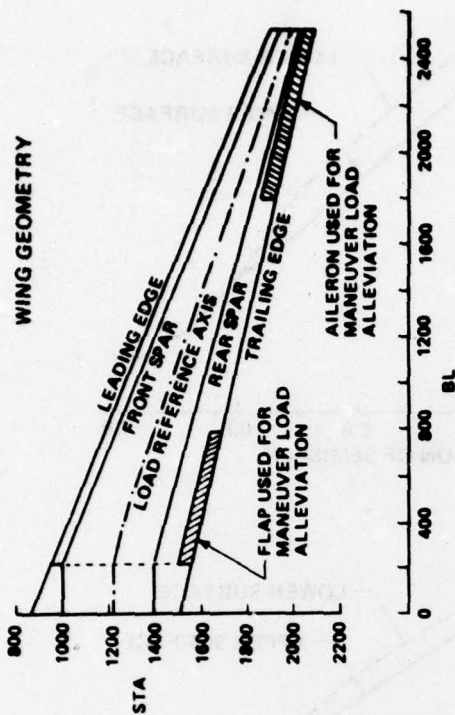 WING GEOMETRY
800
1000
1200
1400
1600
1800
2000
2200
STA
LEADING EDGE
FRONT SPAR
LOAD REFERENCE AXIS
REAR SPAR
TRAILING EDGE
FLAP USED FOR
MANEUVER LOAD
ALLEVIATION
AILERON USED FOR
MANEUVER LOAD
ALLEVIATION
0
400
800
1200
1600
2000
2400
BL